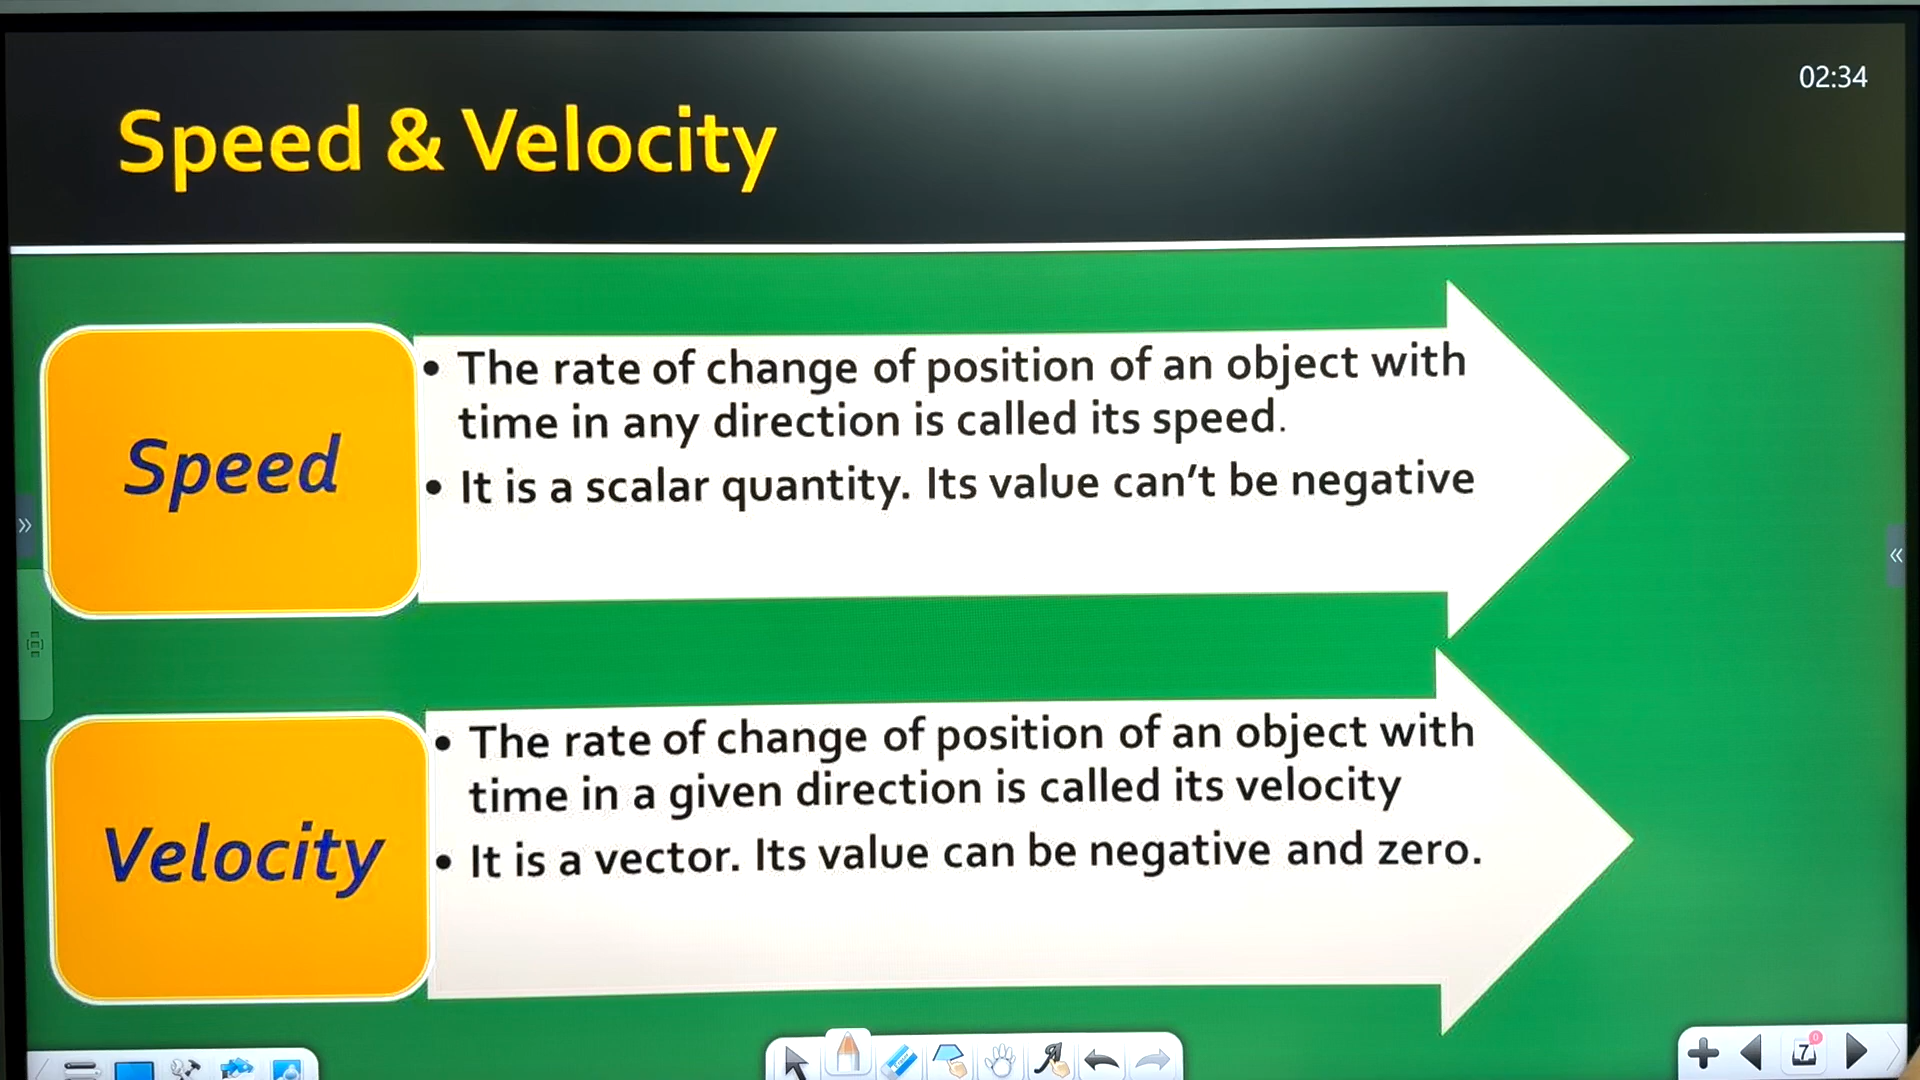 02:34
Speed & Velocity
Speed
• The rate of change of position of an object with
time in any direction is called its speed.
• It is a scalar quantity. Its value can't be negative
Velocity
• The rate of change of position of an object with
time in a given direction is called its velocity
• It is a vector. Its value can be negative and zero.
7
0